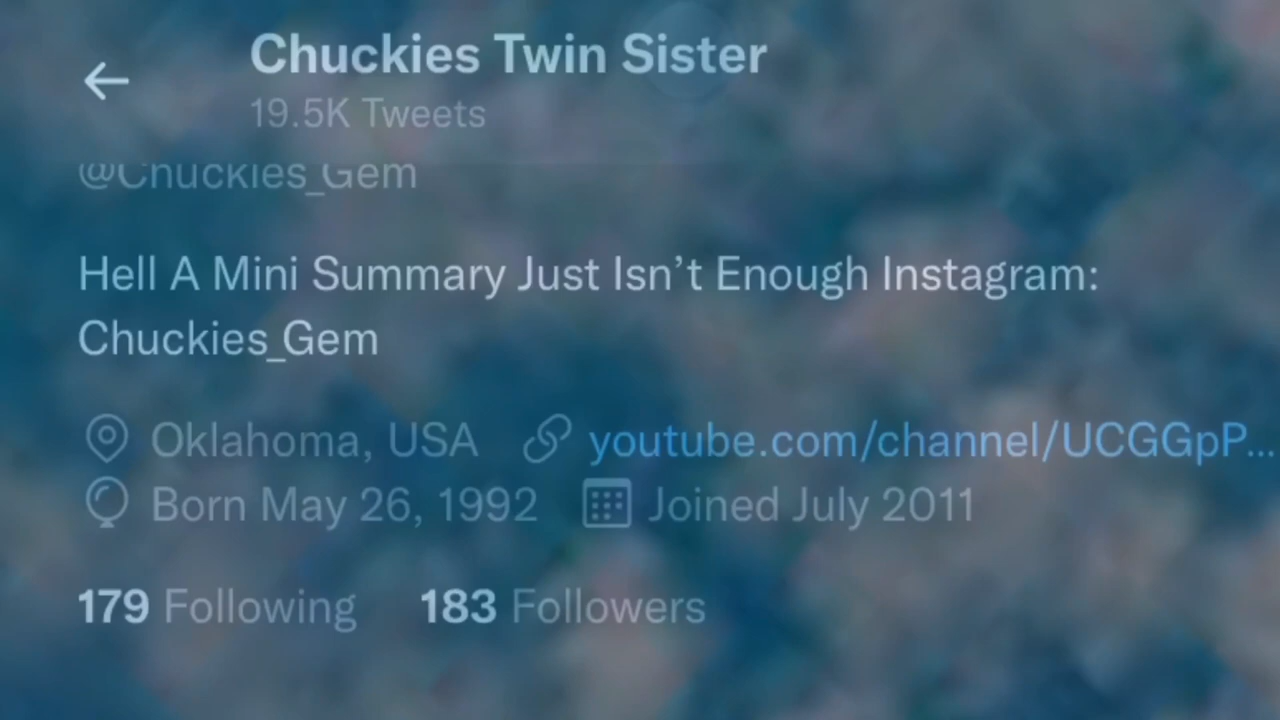 Chuckies Twin Sister
19.5K Tweets
@Chuckies_Gem
Hell A Mini Summary Just Isn’t Enough Instagram:
Chuckies_Gem
Oklahoma, USA youtube.com/channel/UCGGpP...
Born May 26, 1992 Joined July 2011
179 Following 183 Followers